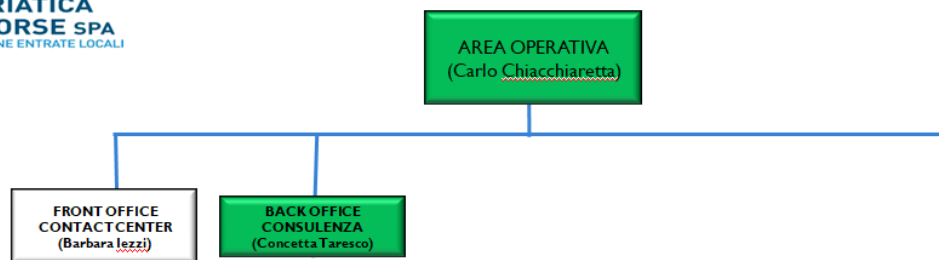 RIATICA
ORSE SPA
NE ENTRATE LOCALI
AREA OPERATIVA
(Carlo Chiacchiaretta)
FRONT OFFICE
CONTACT CENTER
(Barbara Iezzi)
BACK OFFICE
CONSULENZA
(Concetta Taresco)